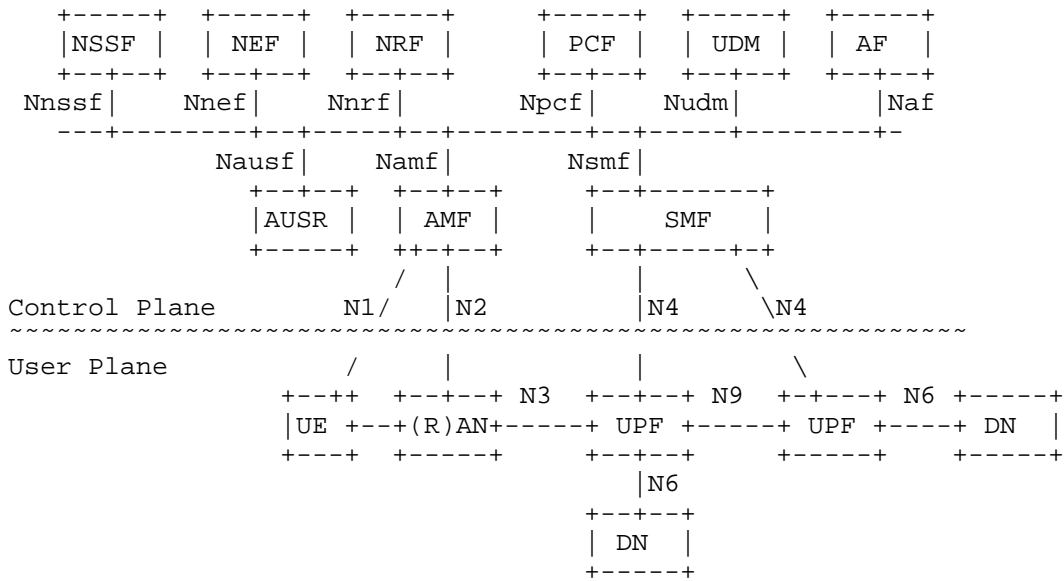 NSSF NEF NRF PCF UDM AF
Nnssf Nnef Nnrf Npcf Nudm Naf
Nausf Namf Nsmf
AUSR AMF SMF
Control Plane N1 N2 N4 N4
User Plane
N3 N9 N6
UE (R)AN UPF UPF DN
N6
DN